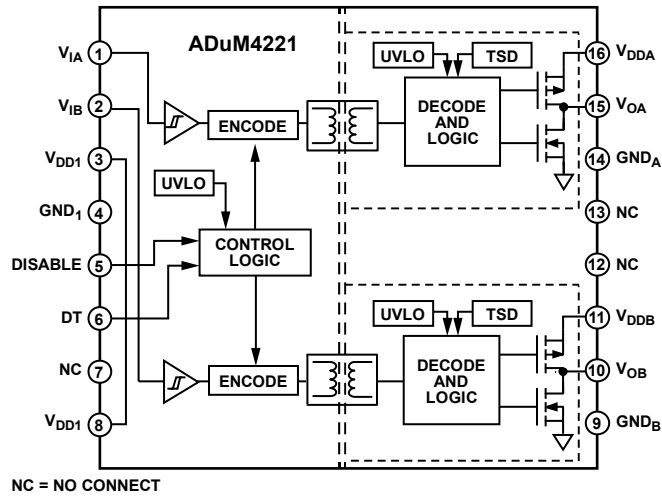 ADuM4221
VIA
1
VIB
2
VDD1
3
GND1
4
DISABLE
5
DT
6
NC
7
VDD1
8
ENCODE
UVLO
CONTROL
LOGIC
ENCODE
UVLO
TSD
DECODE
AND
LOGIC
UVLO
TSD
DECODE
AND
LOGIC
16
VDDA
15
VOA
14
GNDA
13
NC
12
NC
11
VDDB
10
VOB
9
GNDB
NC = NO CONNECT